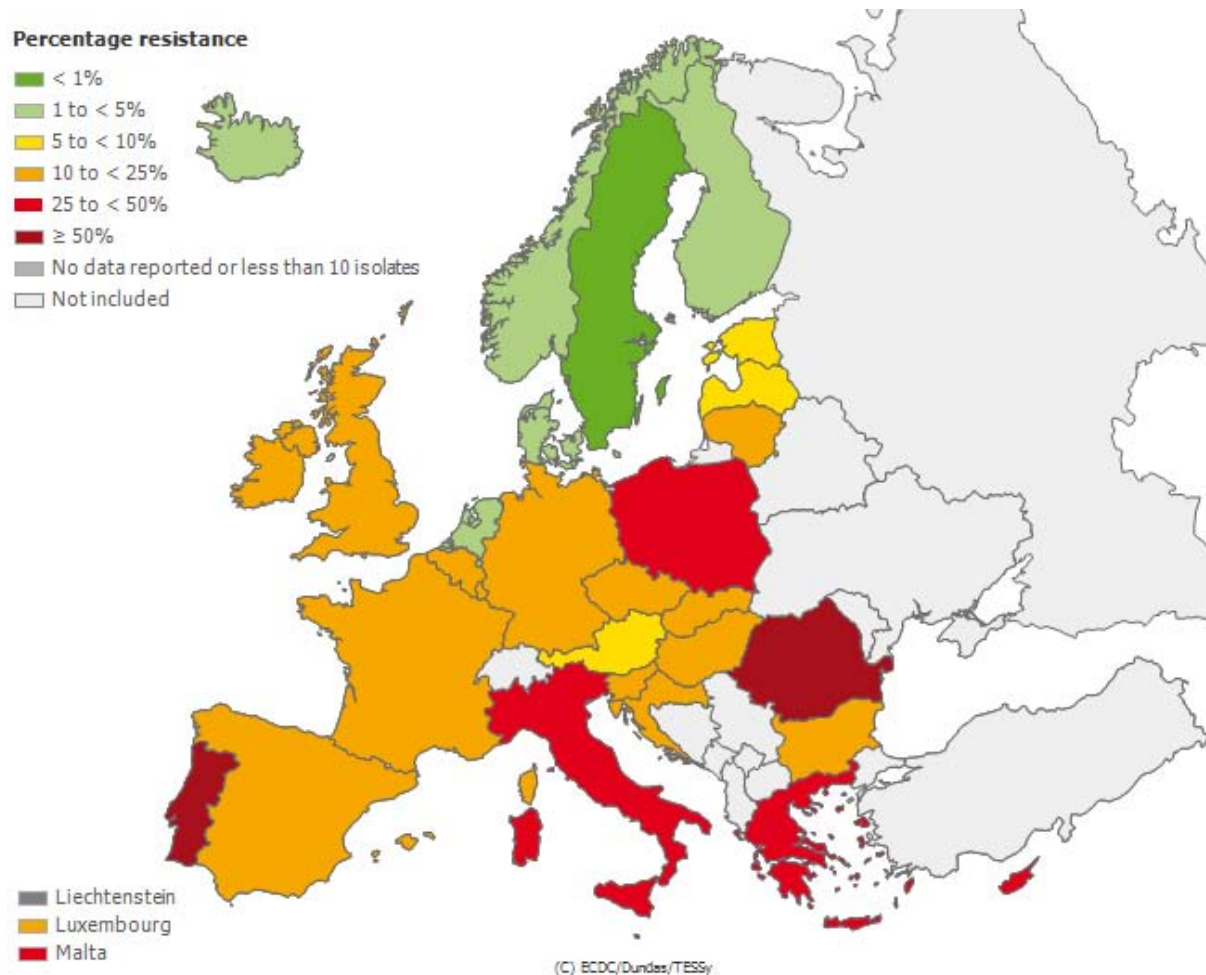 Percentage resistance
< 1%
1 to < 5%
5 to < 10%
10 to < 25%
25 to < 50%
≥ 50%
No data reported or less than 10 isolates
Not included
Liechtenstein
Luxembourg
Malta
(C) ECDC/Dundas/TESSy